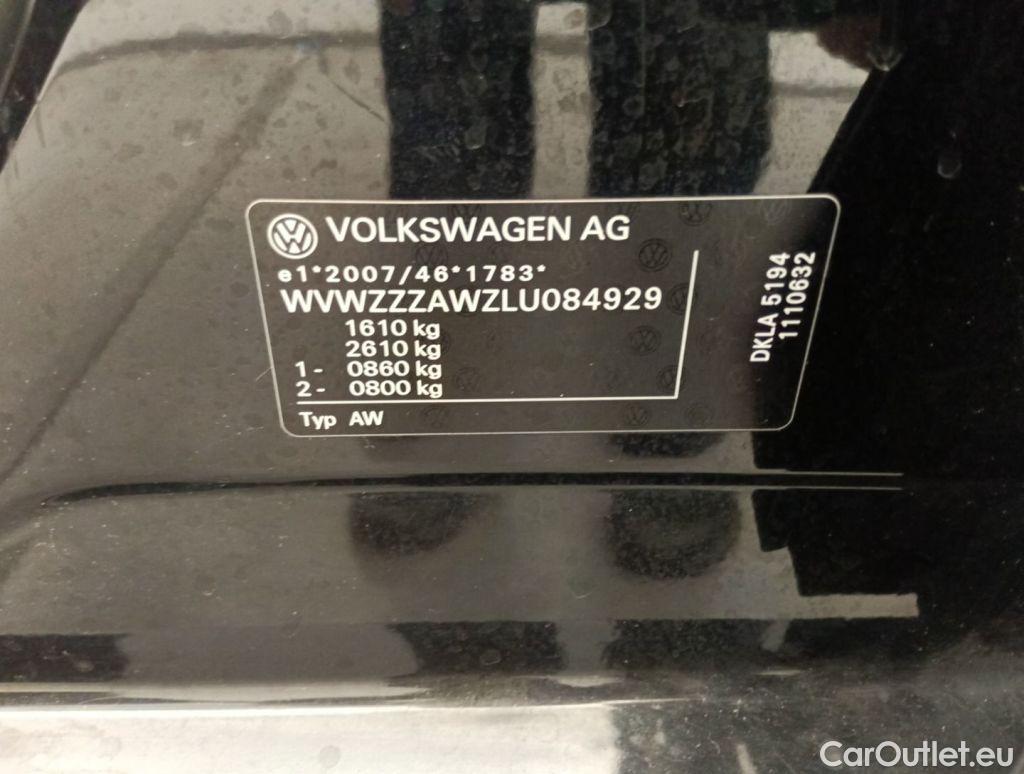 VOLKSWAGEN AG
e1*2007/46*1783*
WVWZZZAWZLU084929
1610 kg
2610 kg
1- 0860 kg
2- 0800 kg
Typ AW
DKLA 5194
1110632
CarOutlet.eu